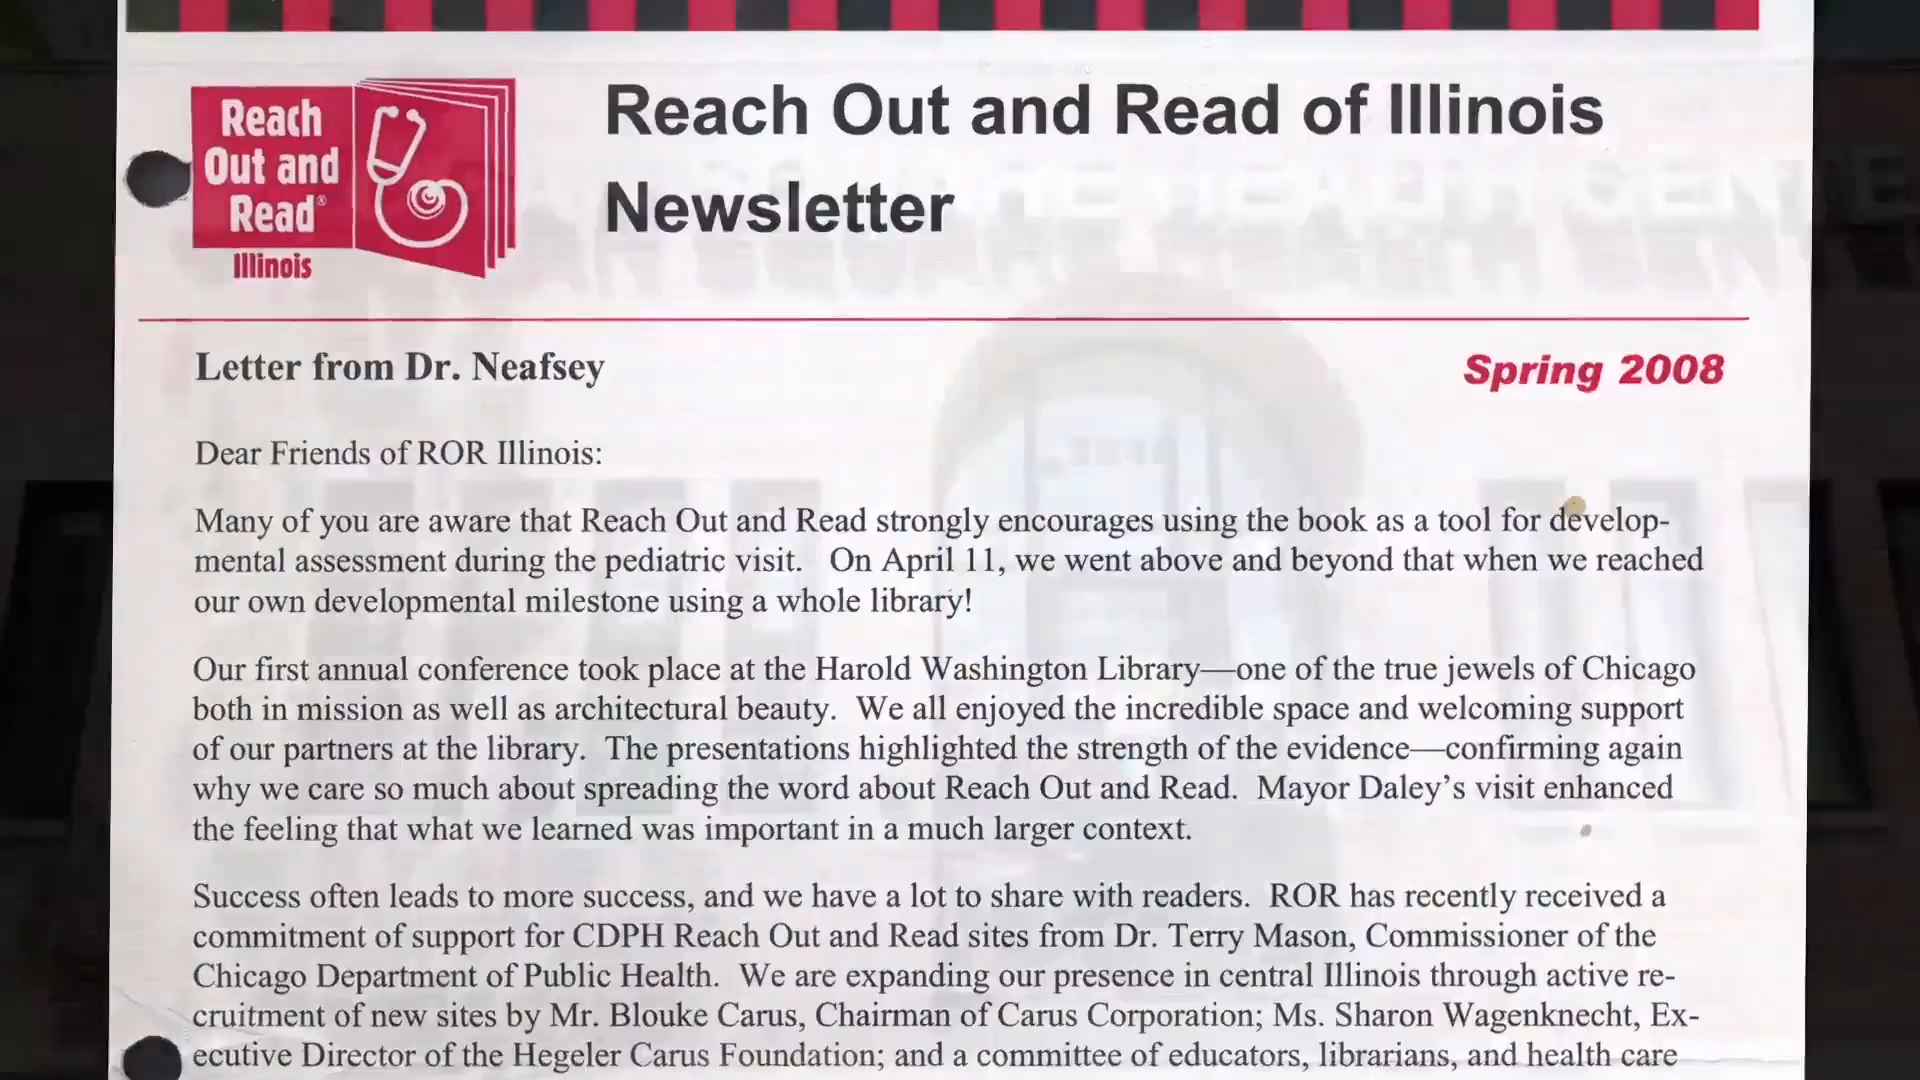 Reach
Out and
Read®
Illinois
Reach Out and Read of Illinois
Newsletter
Letter from Dr. Neafsey
Spring 2008
Dear Friends of ROR Illinois:
Many of you are aware that Reach Out and Read strongly encourages using the book as a tool for develop-
mental assessment during the pediatric visit. On April 11, we went above and beyond that when we reached
our own developmental milestone using a whole library!
Our first annual conference took place at the Harold Washington Library—one of the true jewels of Chicago
both in mission as well as architectural beauty. We all enjoyed the incredible space and welcoming support
of our partners at the library. The presentations highlighted the strength of the evidence—confirming again
why we care so much about spreading the word about Reach Out and Read. Mayor Daley's visit enhanced
the feeling that what we learned was important in a much larger context.
Success often leads to more success, and we have a lot to share with readers. ROR has recently received a
commitment of support for CDPH Reach Out and Read sites from Dr. Terry Mason, Commissioner of the
Chicago Department of Public Health. We are expanding our presence in central Illinois through active re-
cruitment of new sites by Mr. Blouke Carus, Chairman of Carus Corporation; Ms. Sharon Wagenknecht, Ex-
ecutive Director of the Hegeler Carus Foundation; and a committee of educators, librarians, and health care